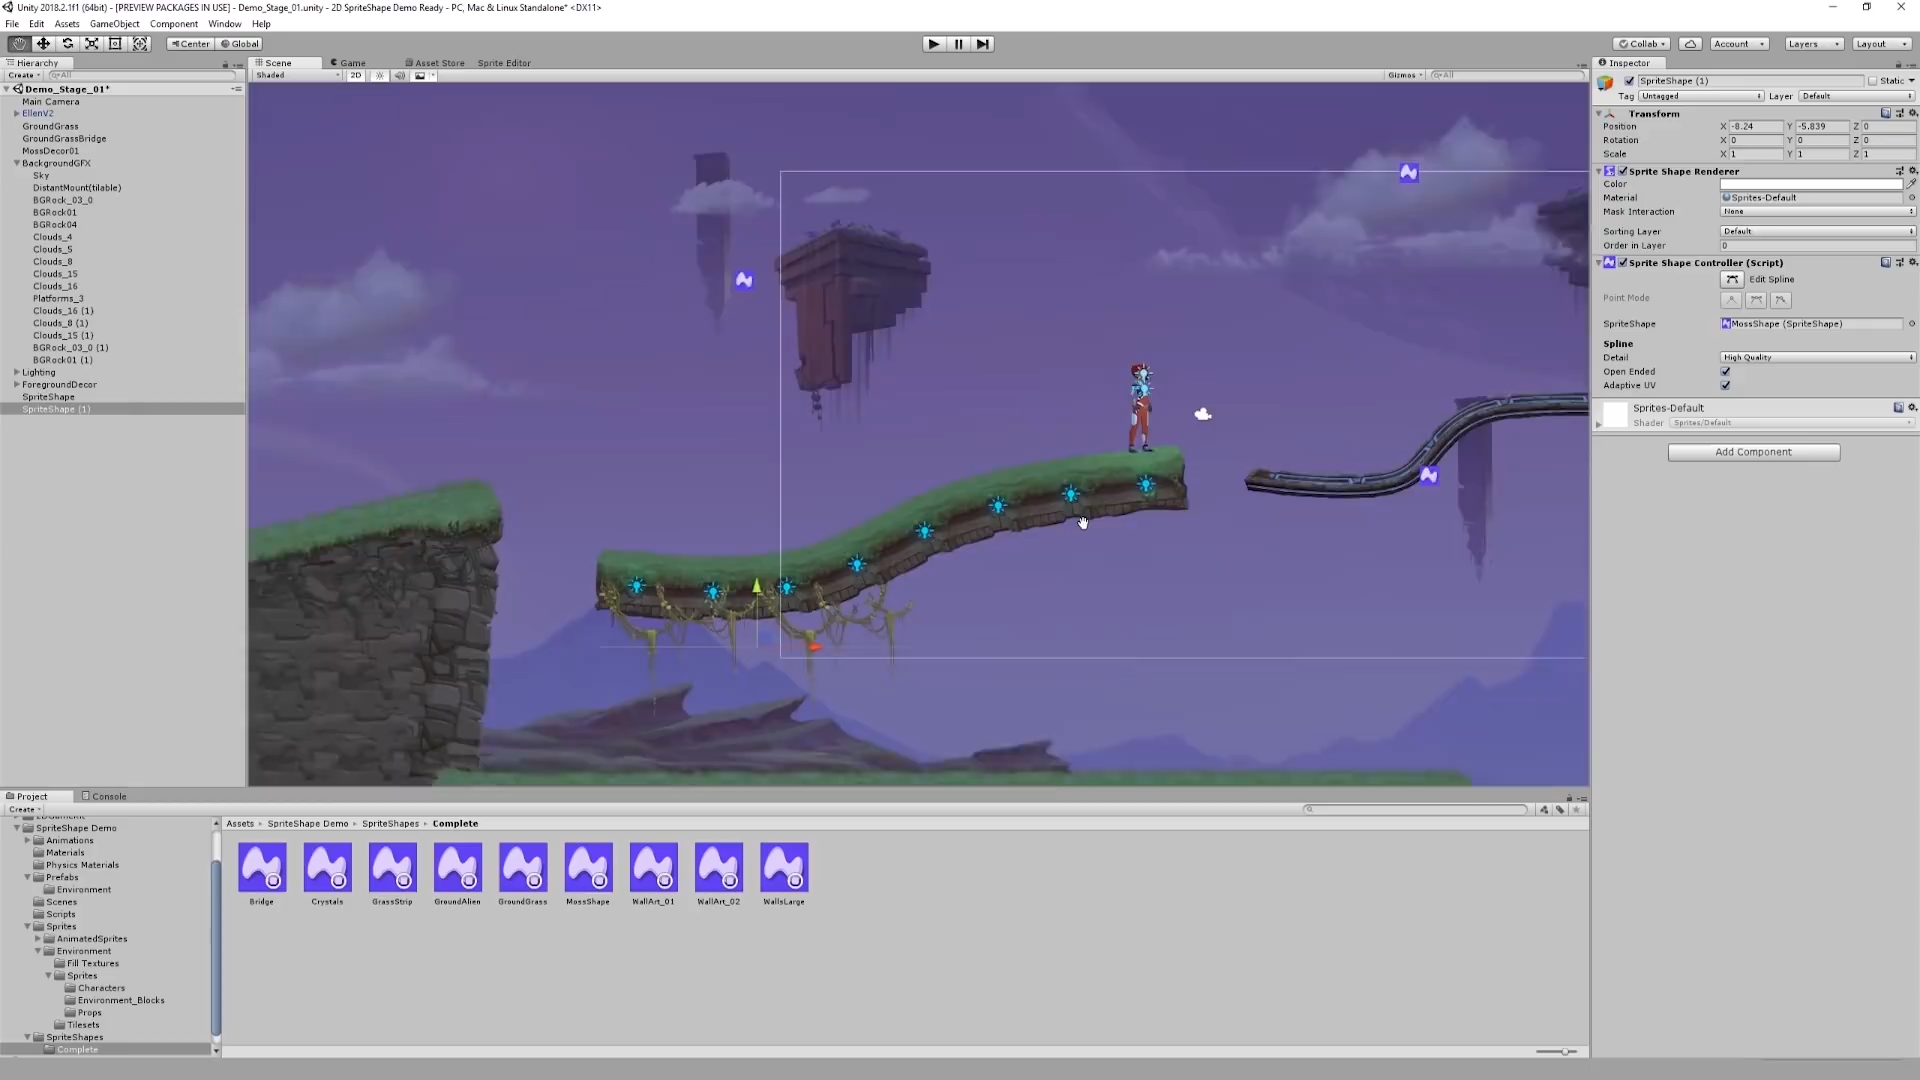 Unity 2018.2.1f1 (64bit) - [PREVIEW PACKAGES IN USE] - Demo_Stage_01.unity - 2D SpriteShape Demo Ready - PC, Mac & Linux Standalone* <DX11>
File Edit Assets GameObject Component Window Help
Center Global
Collab Account Layers Layout
Hierarchy
Create All
Demo_Stage_01*
Main Camera
EllenV2
GroundGrass
GroundGrassBridge
MossDecor01
BackgroundGFX
Sky
DistantMount(tilable)
BGRock_03_0
BGRock01
BGRock04
Clouds_4
Clouds_5
Clouds_8
Clouds_15
Clouds_16
Platforms_3
Clouds_16 (1)
Clouds_8 (1)
Clouds_15 (1)
BGRock_03_0 (1)
BGRock01 (1)
Lighting
ForegroundDecor
SpriteShape
SpriteShape (1)
Scene Game Asset Store Sprite Editor
Shaded 2D Gizmos All
Inspector
SpriteShape (1) Static
Tag Untagged Layer Default
Transform
Position X -8.24 Y -5.839 Z 0
Rotation X 0 Y 0 Z 0
Scale X 1 Y 1 Z 1
Sprite Shape Renderer
Color
Material Sprites-Default
Mask Interaction None
Sorting Layer Default
Order in Layer 0
Sprite Shape Controller (Script)
Edit Spline
Point Mode
SpriteShape MossShape (SpriteShape)
Spline
Detail High Quality
Open Ended
Adaptive UV
Sprites-Default
Shader Sprites/Default
Add Component
Project Console
Create
SpriteShape Demo
Animations
Materials
Physics Materials
Prefabs
Environment
Scenes
Scripts
Sprites
AnimatedSprites
Environment
Fill Textures
Sprites
Characters
Environment_Blocks
Props
Tilesets
SpriteShapes
Complete
Assets SpriteShape Demo SpriteShapes Complete
Bridge Crystals GrassStrip GroundAlien GroundGrass MossShape WallArt_01 WallArt_02 WallsLarge